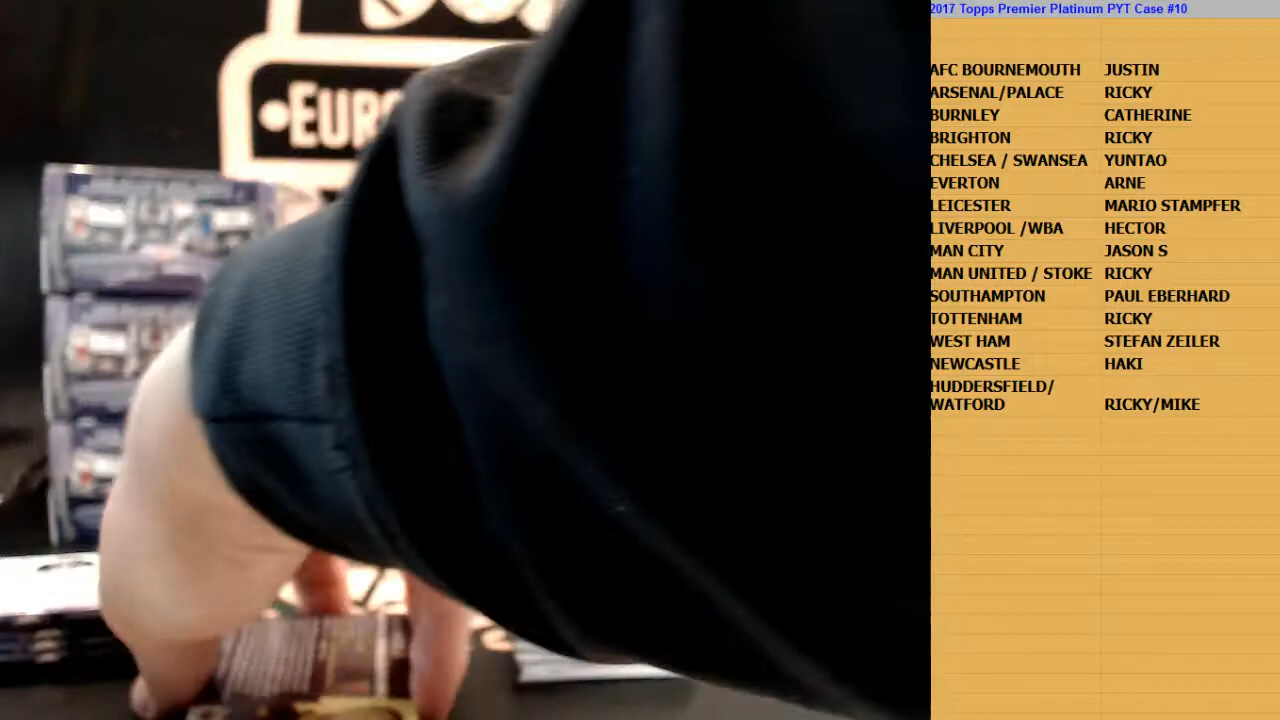 2017 Topps Premier Platinum PYT Case #10
AFC BOURNEMOUTH JUSTIN
ARSENAL/PALACE RICKY
BURNLEY CATHERINE
BRIGHTON RICKY
CHELSEA / SWANSEA YUNTAO
EVERTON ARNE
LEICESTER MARIO STAMPFER
LIVERPOOL /WBA HECTOR
MAN CITY JASON S
MAN UNITED / STOKE RICKY
SOUTHAMPTON PAUL EBERHARD
TOTTENHAM RICKY
WEST HAM STEFAN ZEILER
NEWCASTLE HAKI
HUDDERSFIELD/
WATFORD RICKY/MIKE